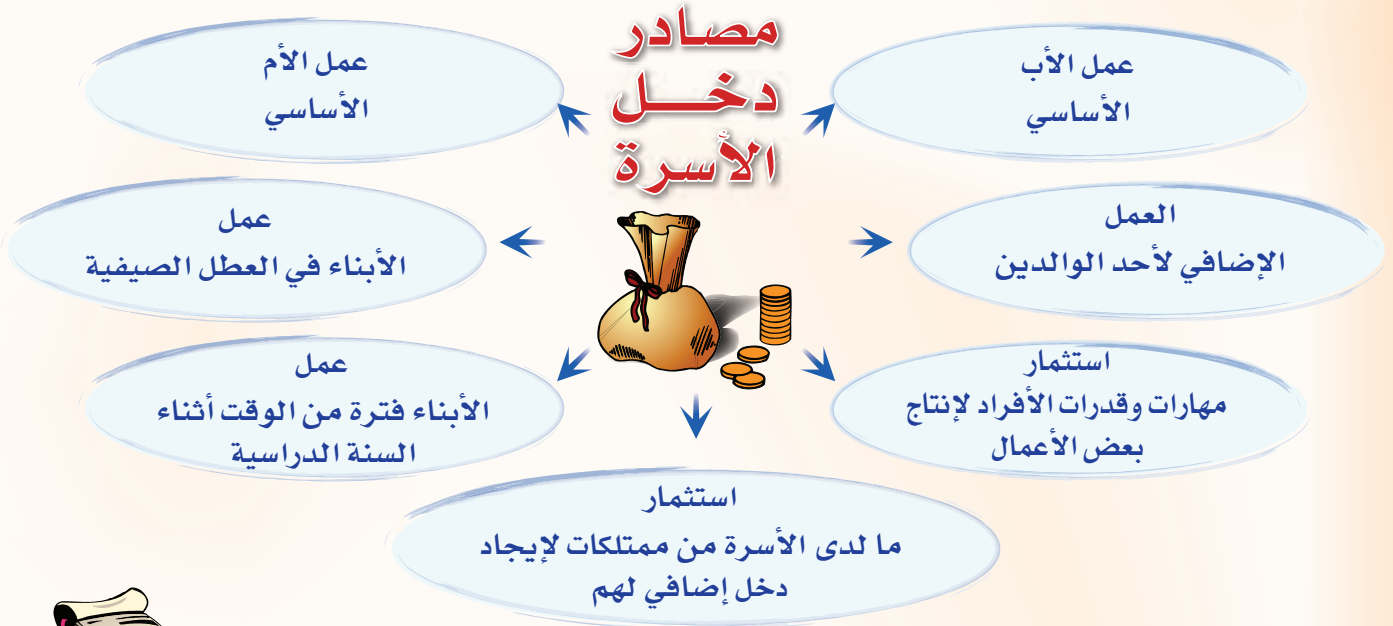 مصادر
دخل
الأسرة
عمل الأب
الأساسي
عمل الأم
الأساسي
العمل
الإضافي لأحد الوالدين
عمل
الأبناء في العطل الصيفية
استثمار
مهارات وقدرات الأفراد لإنتاج
بعض الأعمال
عمل
الأبناء فترة من الوقت أثناء
السنة الدراسية
استثمار
ما لدى الأسرة من ممتلكات لإيجاد
دخل إضافي لهم